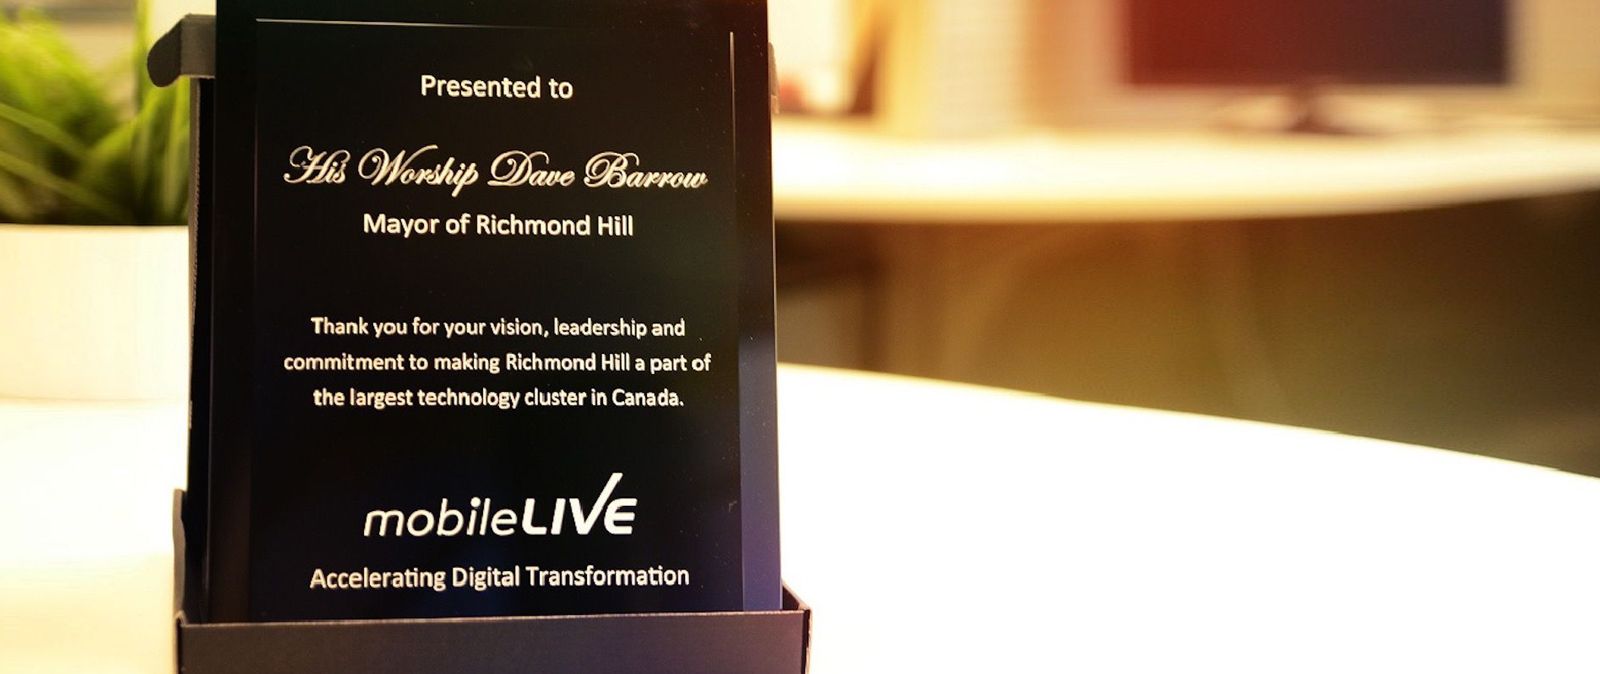 Presented to
His Worship Dave Barrow
Mayor of Richmond Hill
Thank you for your vision, leadership and
commitment to making Richmond Hill a part of
the largest technology cluster in Canada.
mobileLIVE
Accelerating Digital Transformation